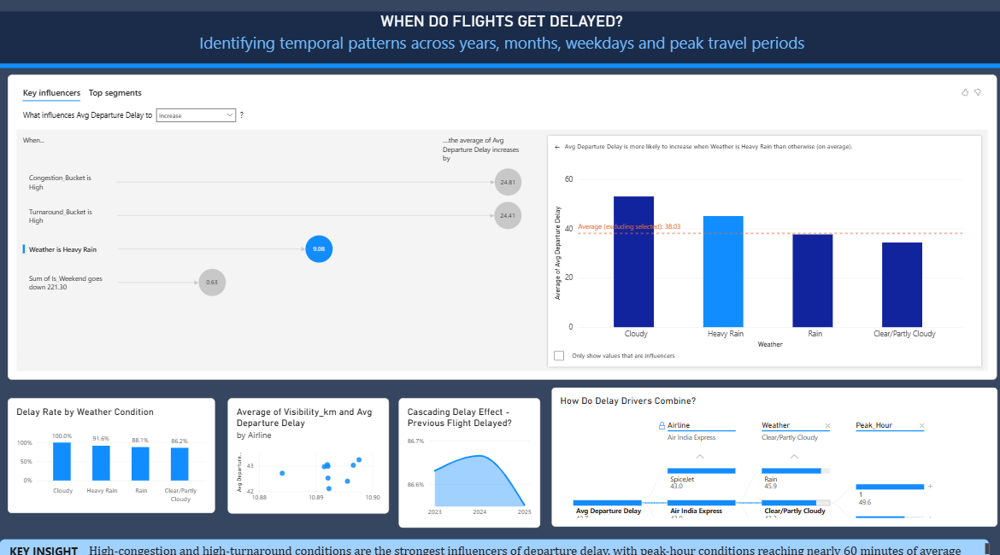 WHEN DO FLIGHTS GET DELAYED?
Identifying temporal patterns across years, months, weekdays and peak travel periods
Key influencers Top segments
What influences Avg Departure Delay to Increase ?
When...
....the average of Avg
Departure Delay increases
by
Congestion_Bucket is
High
24.81
Turnaround_Bucket is
High
24.41
Weather is Heavy Rain
9.08
Sum of Is_Weekend goes
down 221.30
0.63
← Avg Departure Delay is more likely to increase when Weather is Heavy Rain than otherwise (on average).
Average of Avg Departure Delay
60
40
20
0
Average (excluding selected): 38.03
Cloudy Heavy Rain Rain Clear/Partly Cloudy
Weather
Only show values that are influencers
Delay Rate by Weather Condition
100%
50%
0%
100.0% 91.6% 88.1% 86.2%
Cloudy Heavy Rain Rain Clear/Partly
Cloudy
Average of Visibility_km and Avg
Departure Delay
by Airline
Avg Departure...
43
42
10.88 10.89 10.90
Cascading Delay Effect -
Previous Flight Delayed?
86.7%
86.6%
2023 2024 2025
How Do Delay Drivers Combine?
Airline Weather Peak_Hour
Air India Express Clear/Partly Cloudy
SpiceJet
43.0
Rain
45.9
1
49.6
Avg Departure Delay Air India Express Clear/Partly Cloudy
KEY INSIGHT High-congestion and high-turnaround conditions are the strongest influencers of departure delay, with peak-hour conditions reaching nearly 60 minutes of average